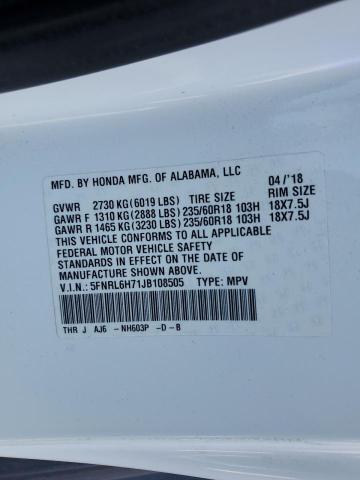 MFD. BY HONDA MFG. OF ALABAMA, LLC
04/'18
GVWR 2730 KG(6019 LBS) TIRE SIZE RIM SIZE
GAWR F 1310 KG(2888 LBS)235/60R18 103H 18X7.5J
GAWR R 1465 KG(3230 LBS)235/60R18 103H 18X7.5J
THIS VEHICLE CONFORMS TO ALL APPLICABLE
FEDERAL MOTOR VEHICLE SAFETY
STANDARDS IN EFFECT ON THE DATE OF
MANUFACTURE SHOWN ABOVE.
V.I.N.: 5FNRL6H71JB108505 TYPE: MPV
THR J AJ6 -NH603P -D-B